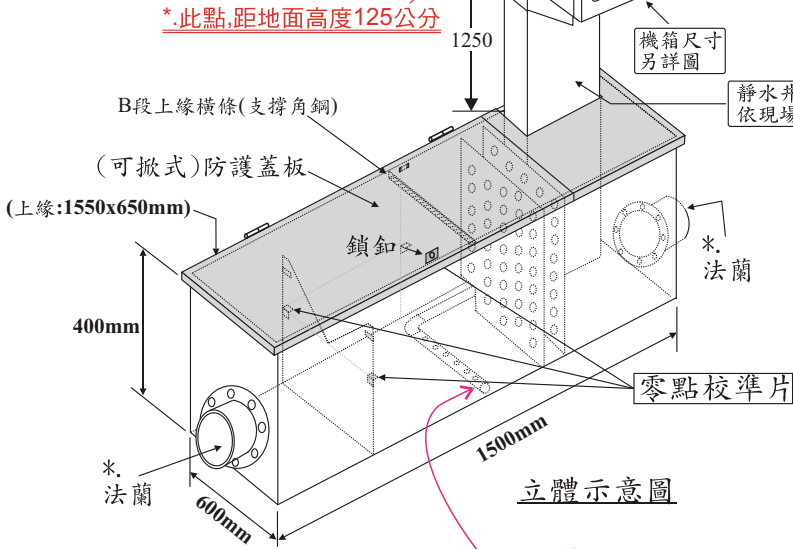 *.此點,距地面高度125公分
1250
機箱尺寸
另詳圖
靜水井
依現場
B段上緣橫條(支撐角鋼)
(可掀式)防護蓋板
(上緣:1550x650mm)
鎖釦
*.
法蘭
400mm
零點校準片
1500mm
*.
法蘭
600mm
立體示意圖